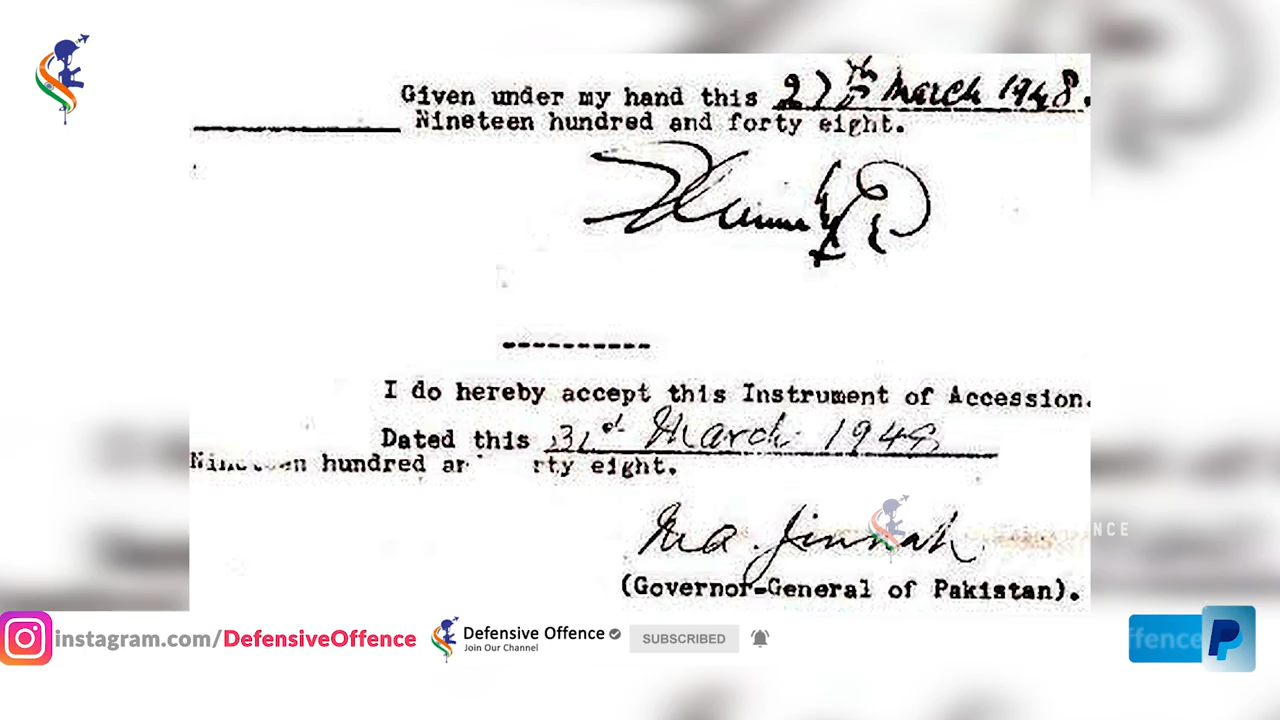 Given under my hand this 27th March 1948.
Nineteen hundred and forty eight.
----------
I do hereby accept this Instrument of Accession.
Dated this 31st March 1948
hundred eight.
M.A. Jinnah
(Governor-General of Pakistan).
instagram.com/DefensiveOffence
Defensive Offence
Join Our Channel
SUBSCRIBED
ffence